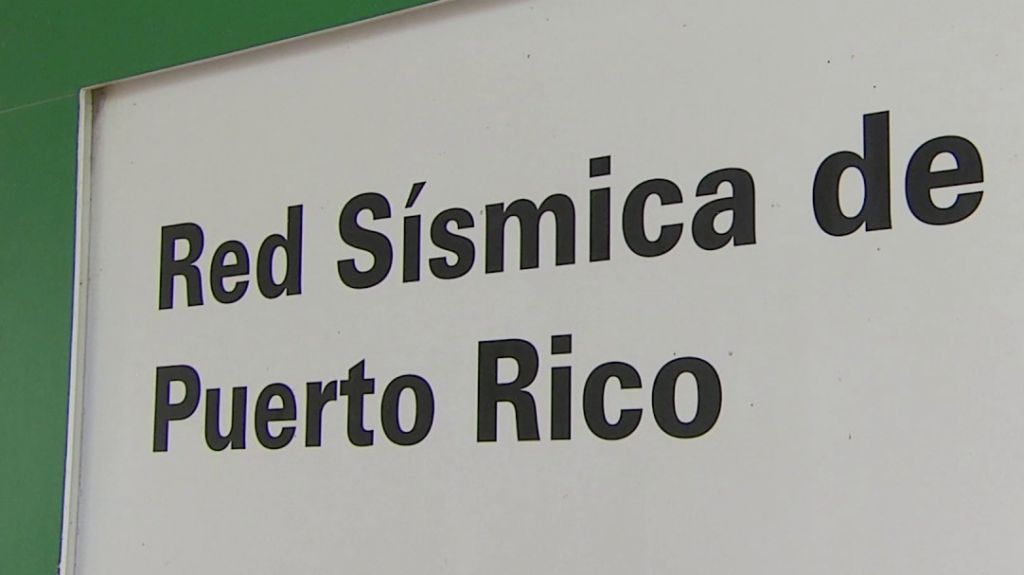 Red Sísmica de
Puerto Rico